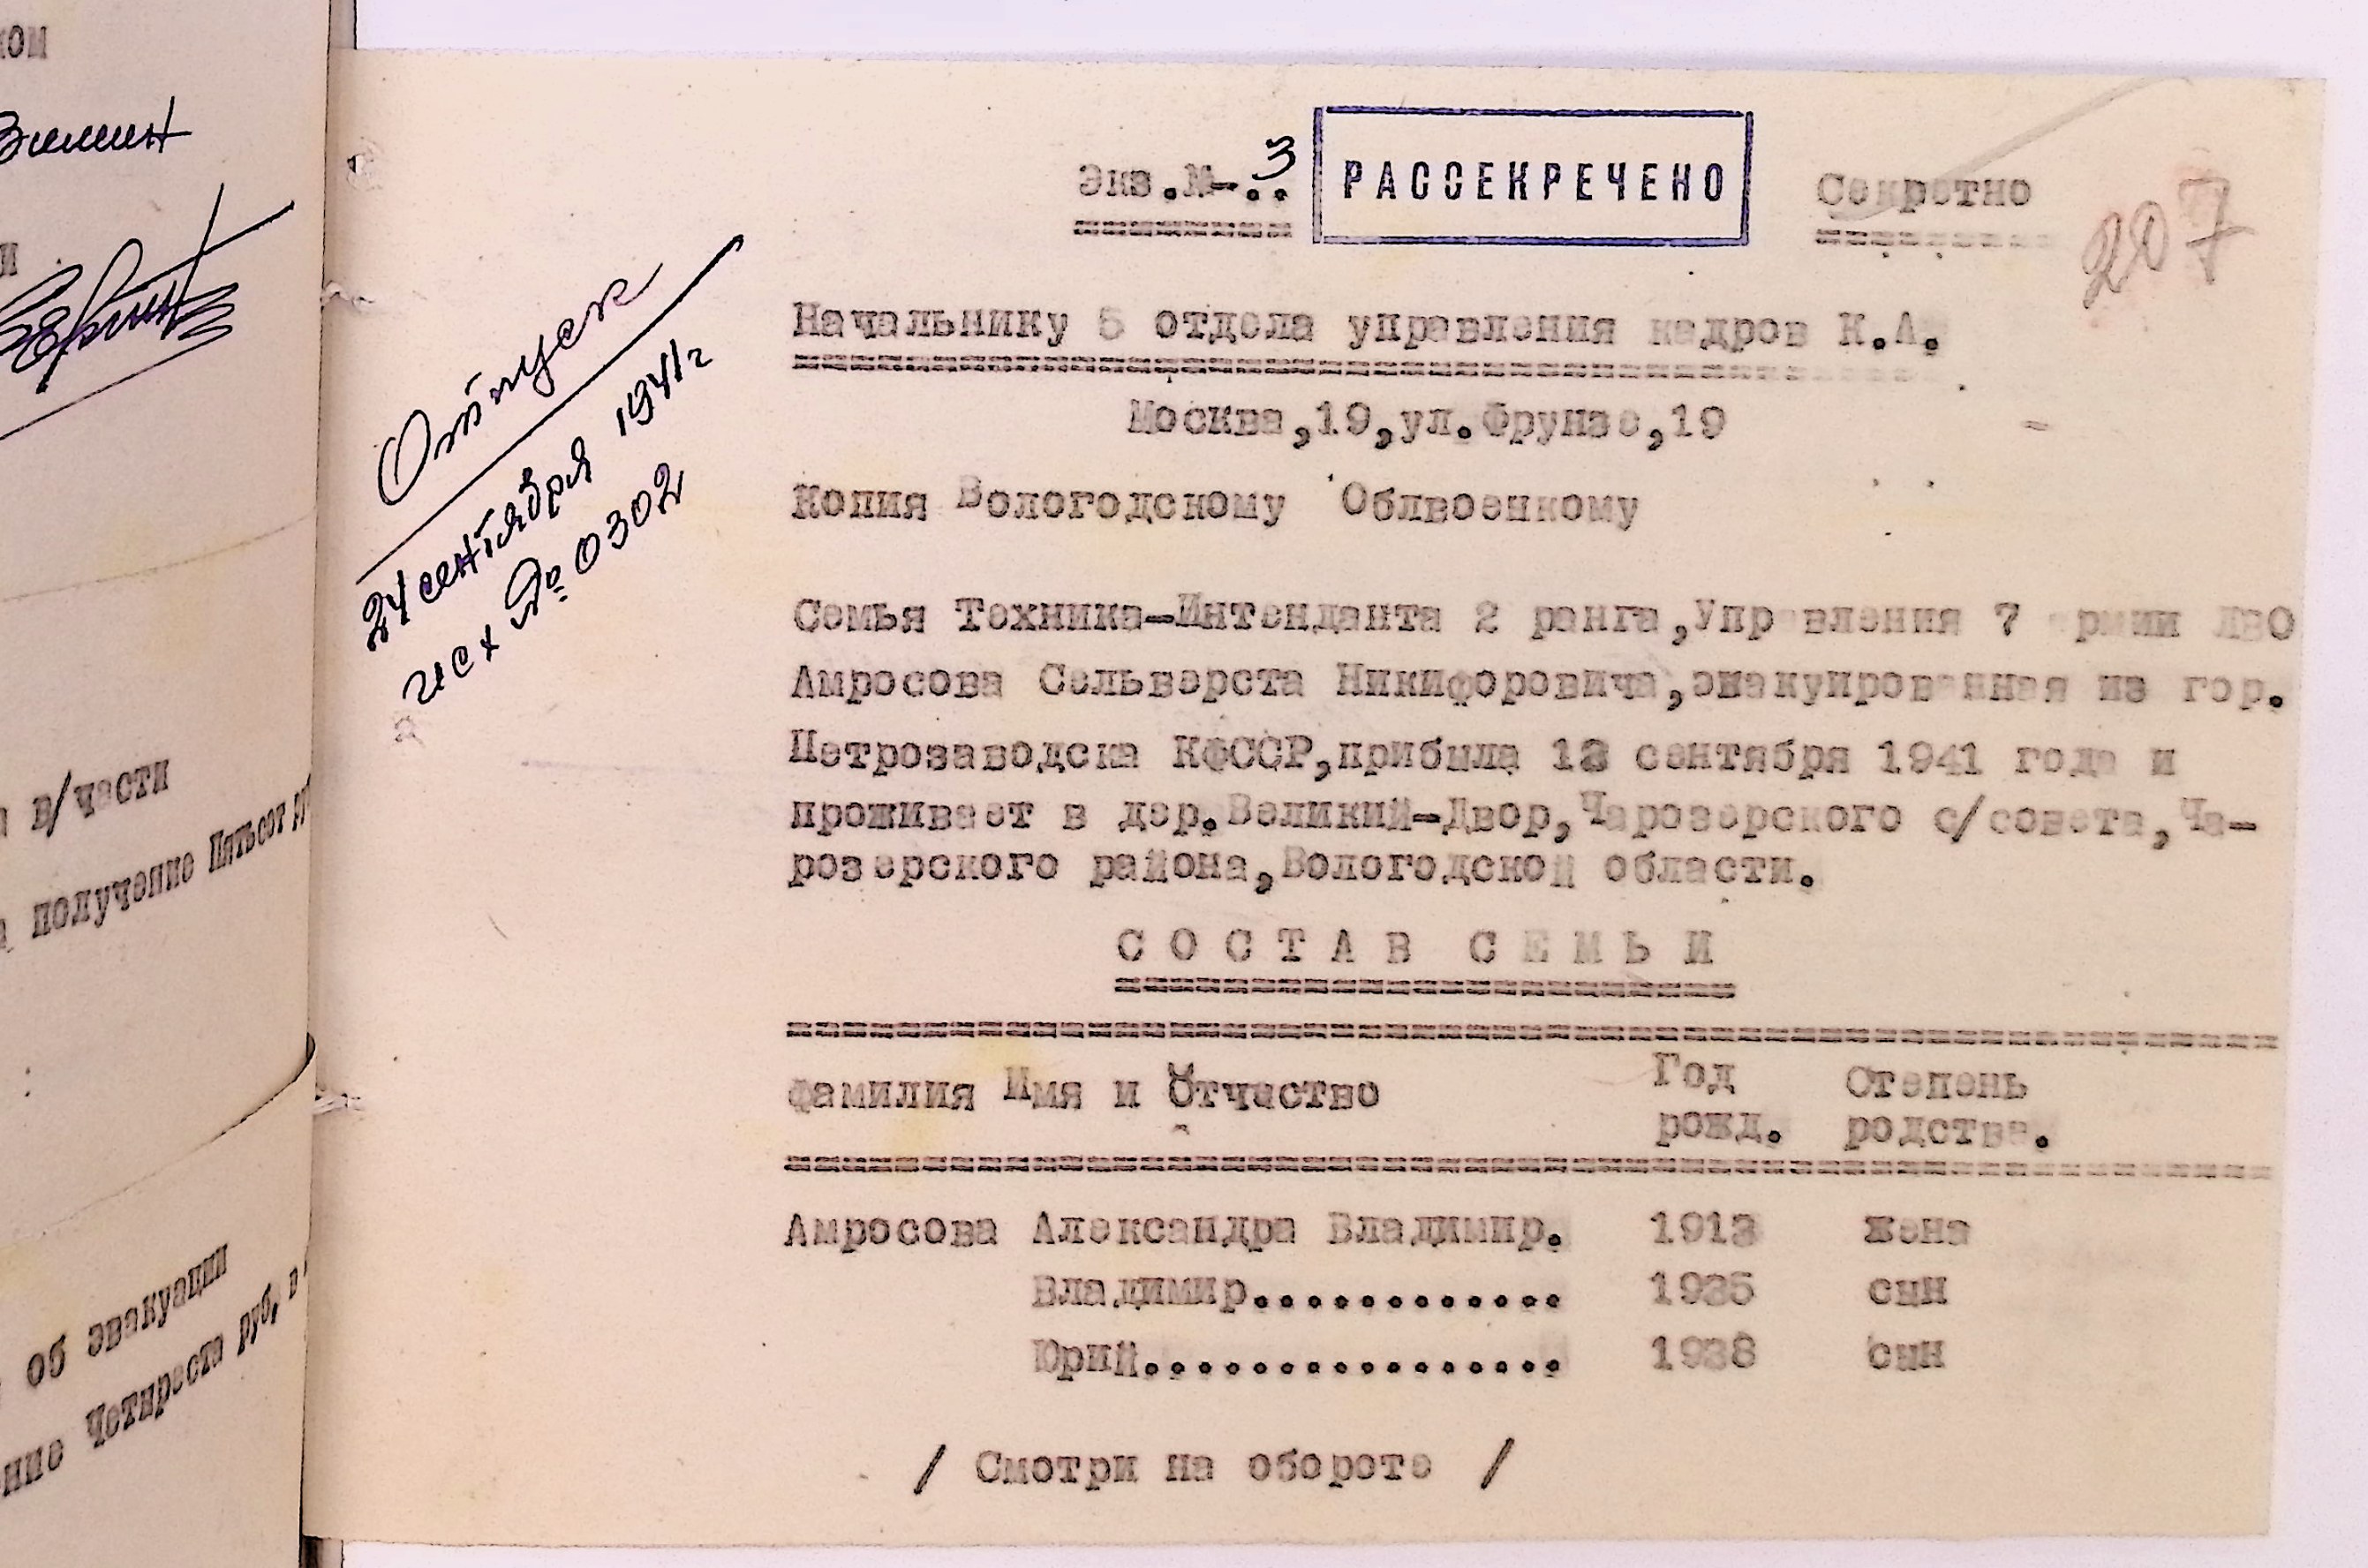 ком
Зимин
и
в/части
получение Пятьсот
об эвакуации
ние Четыреста руб, в
Экз.№-.3.
РАССЕКРЕЧЕНО
Секретно
207
Отпуск
24 сентября 1941 г
исх № 0302
Начальнику 5 отдела управления кадров К.А.
Москва,19,ул.Фрунзе,19
Копия Вологодскому Облвоенкому
Семья Техника-Интенданта 2 ранга,Управления 7 армии ЛВО
Амросова Сельверста Никифоровича,эвакуированная из гор.
Петрозаводска КФССР,прибыла 13 сентября 1941 года и
проживает в дер.Великий-Двор,Чарозерского с/совета,Ча-
розерского района,Вологодской области.
СОСТАВ СЕМЬИ
Фамилия Имя и Отчество Год Степень
рожд. родства.
Амросова Александра Владимир. 1913 жена
Владимир............ 1935 сын
Юрий................ 1938 сын
/ Смотри на обороте /